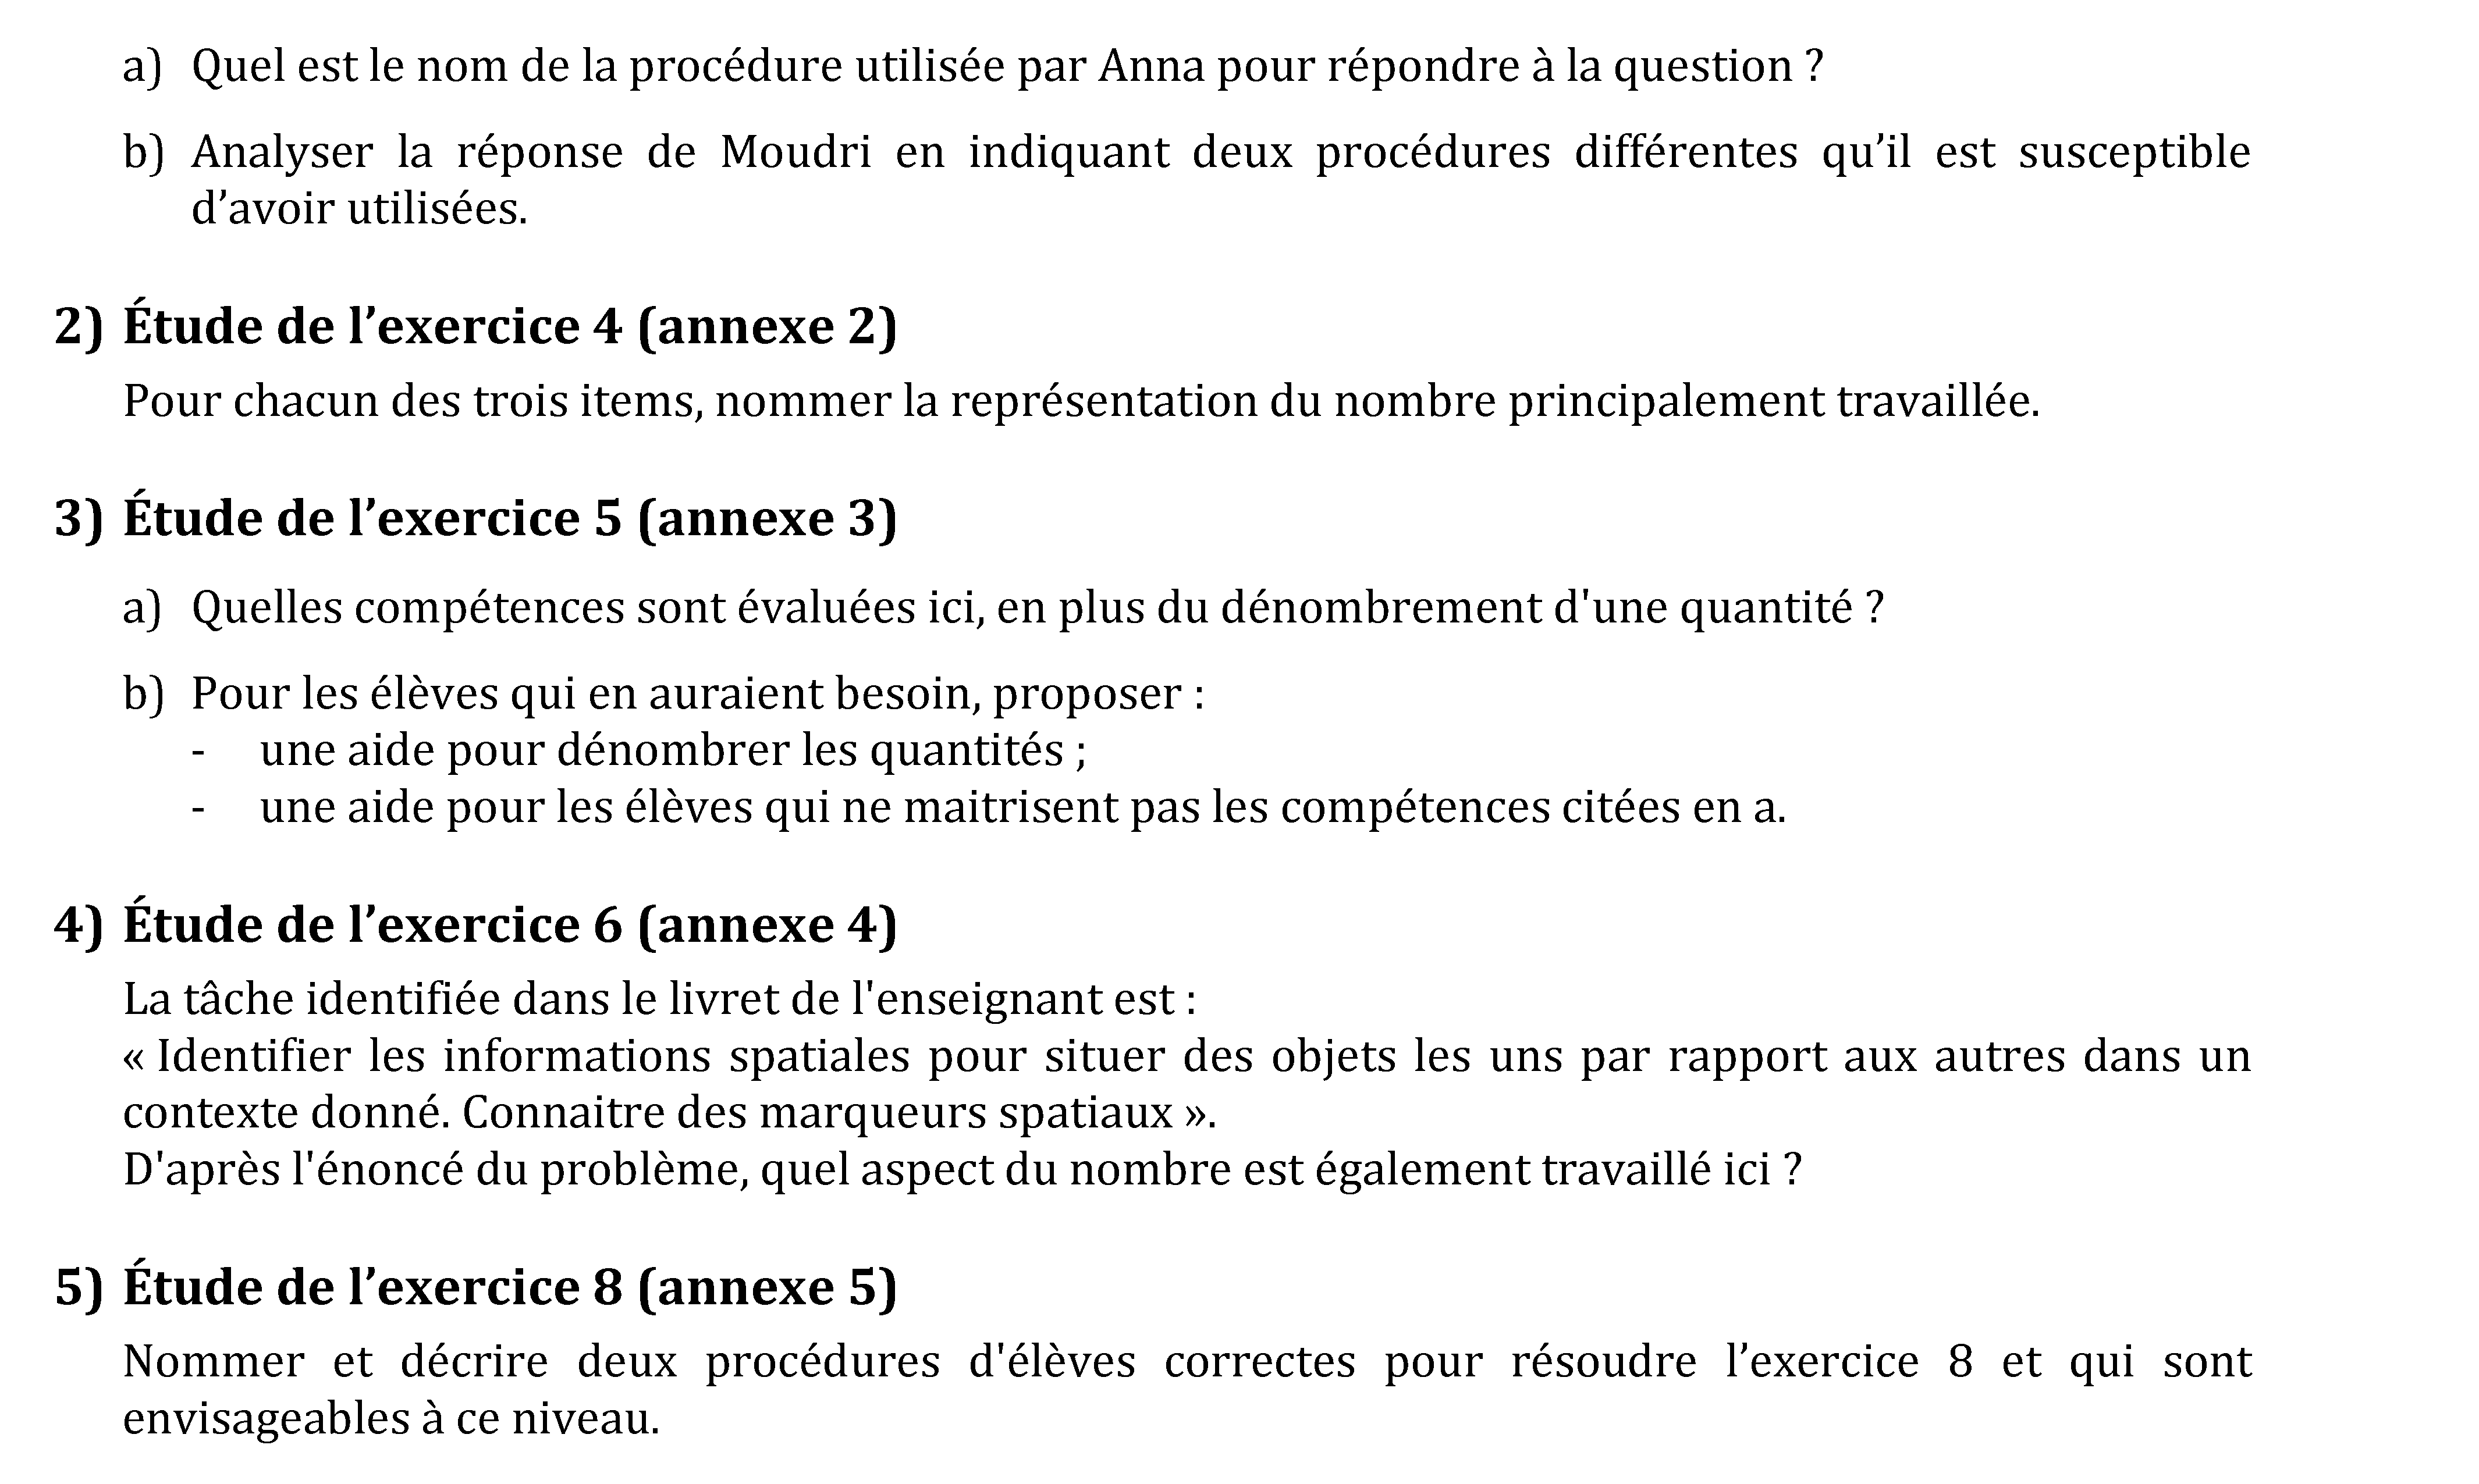 a) Quel est le nom de la procédure utilisée par Anna pour répondre à la question ?
b) Analyser la réponse de Moudri en indiquant deux procédures différentes qu’il est susceptible
d’avoir utilisées.
2) Étude de l’exercice 4 (annexe 2)
Pour chacun des trois items, nommer la représentation du nombre principalement travaillée.
3) Étude de l’exercice 5 (annexe 3)
a) Quelles compétences sont évaluées ici, en plus du dénombrement d'une quantité ?
b) Pour les élèves qui en auraient besoin, proposer :
- une aide pour dénombrer les quantités ;
- une aide pour les élèves qui ne maitrisent pas les compétences citées en a.
4) Étude de l’exercice 6 (annexe 4)
La tâche identifiée dans le livret de l'enseignant est :
« Identifier les informations spatiales pour situer des objets les uns par rapport aux autres dans un
contexte donné. Connaitre des marqueurs spatiaux ».
D'après l'énoncé du problème, quel aspect du nombre est également travaillé ici ?
5) Étude de l’exercice 8 (annexe 5)
Nommer et décrire deux procédures d'élèves correctes pour résoudre l’exercice 8 et qui sont
envisageables à ce niveau.